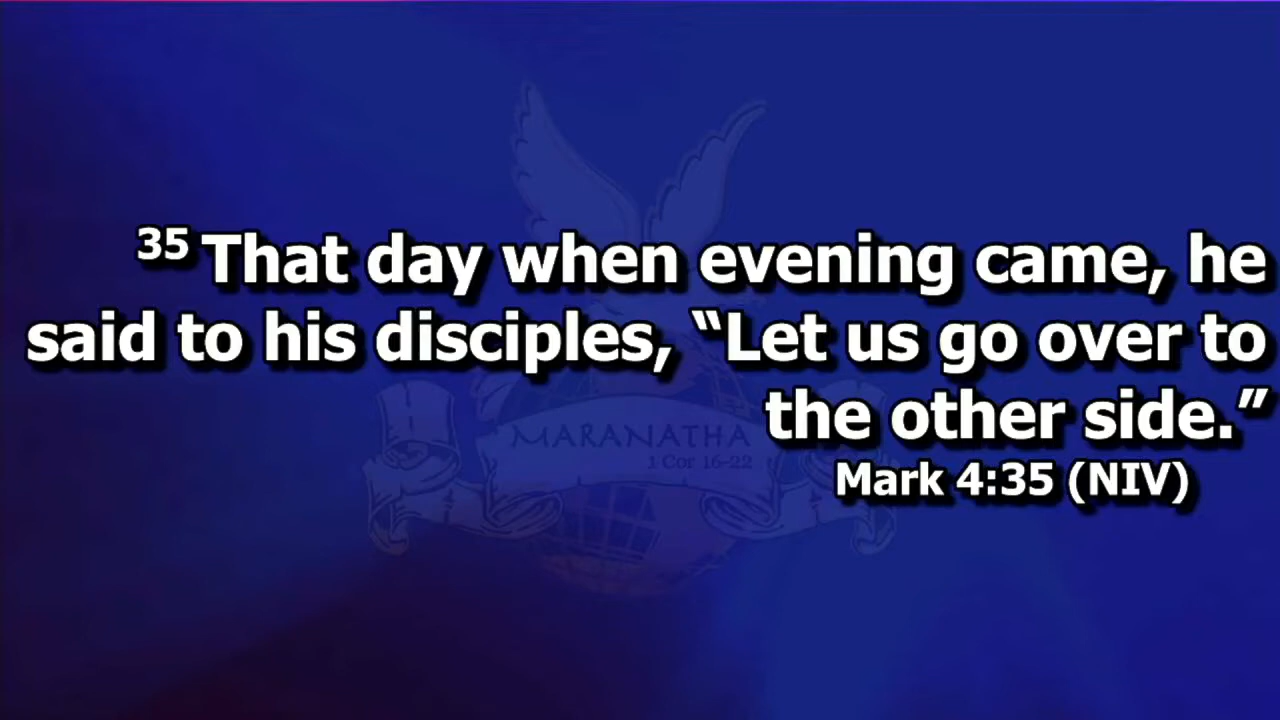 35 That day when evening came, he
said to his disciples, “Let us go over to
the other side.”
MARANATHA
1 Cor 16-22
Mark 4:35 (NIV)